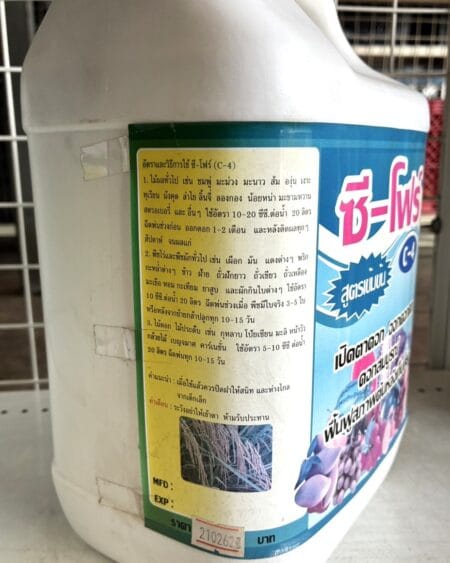 อัตราและวิธีการใช้ ซี-โฟร์ (C-4)
1. ไม้ผลทั่วไป เช่น ชมพู่ มะม่วง มะนาว ส้ม องุ่น เงาะ
ทุเรียน มังคุด ลำไย ลิ้นจี่ ลองกอง น้อยหน่า มะขามหวาน
สตรอเบอรี่ และอื่นๆ ใช้อัตรา 10-20 ซีซี.ต่อน้ำ 20 ลิตร
ฉีดพ่นช่วงก่อน ออกดอก 1-2 เดือน และหลังติดผลทุกๆ
สัปดาห์ จนผลแก่
2. พืชไร่และพืชผักทั่วไป เช่น เผือก มัน แตงต่างๆ พริก
กะหล่ำต่างๆ ข้าว ฝ้าย ถั่วฝักยาว ถั่วเขียว ถั่วเหลือง
มะเขือ หอม กะเทียม ยาสูบ และผักกินใบต่างๆ ใช้อัตรา
10 ซีซี.ต่อน้ำ 20 ลิตร ฉีดพ่นช่วงเมื่อ พืชมีใบจริง 3-5 ใบ
หรือหลังจากย้ายกล้าปลูกทุก 10-15 วัน
3. ไม้ดอก ไม้ประดับ เช่น กุหลาบ โป๊ยเซียน มะลิ หน้าวัว
กล้วยไม้ เบญจมาศ คาร์เนชั่น ใช้อัตรา 5-10 ซีซี ต่อน้ำ
20 ลิตร ฉีดพ่นทุก 10-15 วัน
คำแนะนำ : เมื่อใช้แล้วควรปิดฝาให้สนิท และห่างไกล
จากเด็กเล็ก
คำเตือน : ระวังอย่าให้เข้าตา ห้ามรับประทาน
MFD :
EXP :
ราคา 210262 บาท
ซี-โฟร์
C-4
สูตรเข้มข้น
เปิดตาดอก
ดอกสมบูรณ์